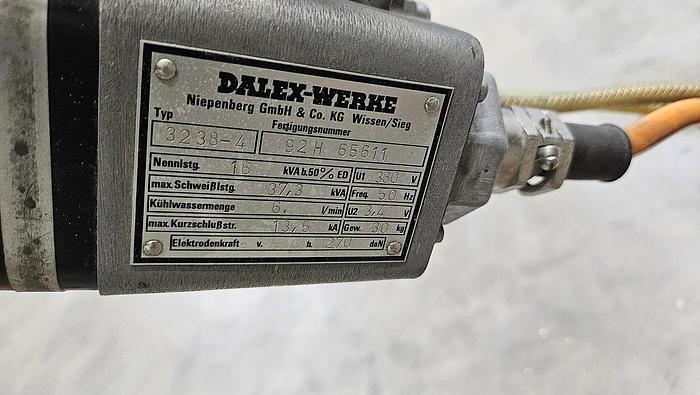 DALEX-WERKE
Niepenberg GmbH & Co. KG Wissen/Sieg
Typ Fertigungsnummer
3238-4 92H 65611
Nennlstg. 16 kVA b.50% ED U1 380 V
max.Schweißlstg. 37,3 kVA Freq. 50 Hz
Kühlwassermenge 6, l/min U2 3,4 V
max.Kurzschlußstr. 13,5 kA Gew. 30 kg
Elektrodenkraft v. b. 270 daN